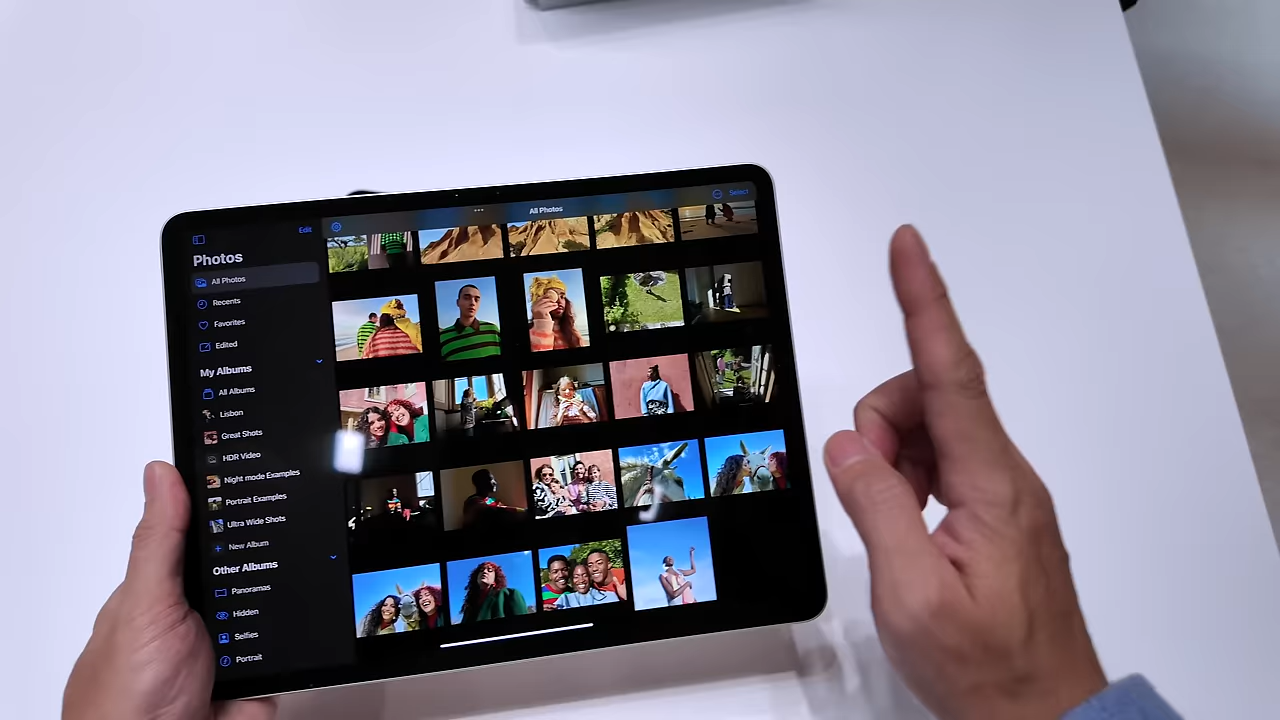 Edit
All Photos
Select
Photos
All Photos
Recents
Favorites
Edited
My Albums
All Albums
Lisbon
Great Shots
HDR Video
Night mode Examples
Portrait Examples
Ultra Wide Shots
New Album
Other Albums
Panoramas
Hidden
Selfies
Portrait